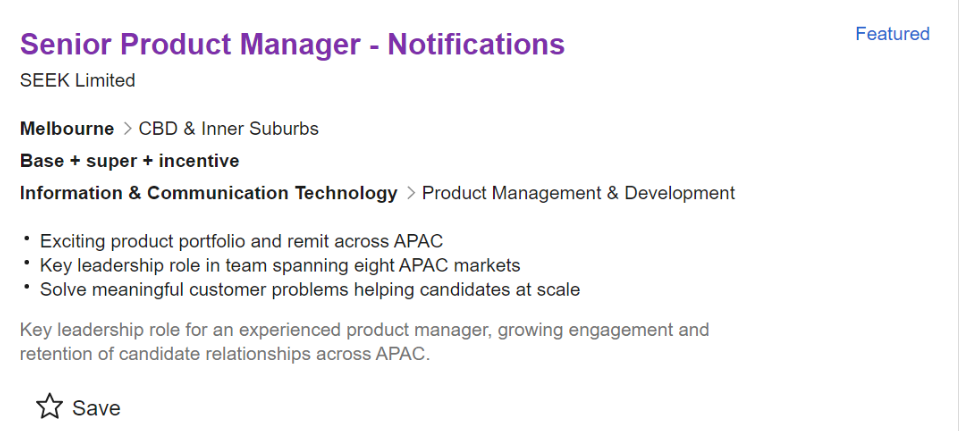 Senior Product Manager - Notifications
Featured
SEEK Limited
Melbourne > CBD & Inner Suburbs
Base + super + incentive
Information & Communication Technology > Product Management & Development
• Exciting product portfolio and remit across APAC
• Key leadership role in team spanning eight APAC markets
• Solve meaningful customer problems helping candidates at scale
Key leadership role for an experienced product manager, growing engagement and
retention of candidate relationships across APAC.
Save